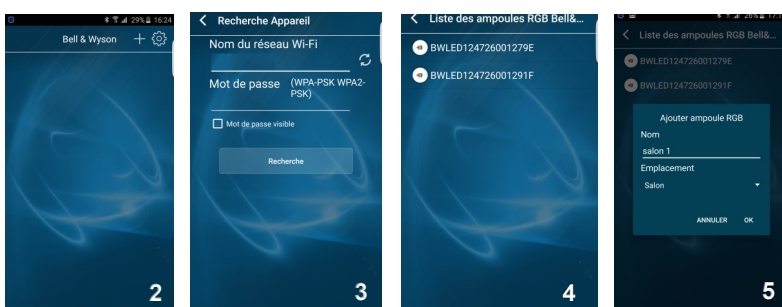 29% 16:24
Bell & Wyson
2
Recherche Appareil
Nom du réseau Wi-Fi
Mot de passe (WPA-PSK WPA2-
PSK)
Mot de passe visible
Recherche
3
Liste des ampoules RGB Bell&...
BWLED124726001279E
BWLED124726001291F
4
26%
Liste des ampoules RGB Bell&...
BWLED124726001279E
BWLED124726001291F
Ajouter ampoule RGB
Nom
salon 1
Emplacement
Salon
ANNULER OK
5